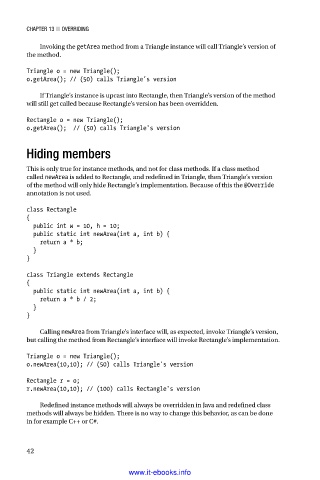 CHAPTER 13 ■ OVERRIDING
Invoking the getArea method from a Triangle instance will call Triangle's version of
the method.
Triangle o = new Triangle();
o.getArea(); // (50) calls Triangle's version
If Triangle's instance is upcast into Rectangle, then Triangle's version of the method
will still get called because Rectangle's version has been overridden.
Rectangle o = new Triangle();
o.getArea();  // (50) calls Triangle's version
Hiding members
This is only true for instance methods, and not for class methods. If a class method
called newArea is added to Rectangle, and redefined in Triangle, then Triangle's version
of the method will only hide Rectangle's implementation. Because of this the @Override
annotation is not used.
class Rectangle
{
public int w = 10, h = 10;
public static int newArea(int a, int b) {
return a * b;
}
}
class Triangle extends Rectangle
{
public static int newArea(int a, int b) {
return a * b / 2;
}
}
Calling newArea from Triangle's interface will, as expected, invoke Triangle's version,
but calling the method from Rectangle's interface will invoke Rectangle's implementation.
Triangle o = new Triangle();
o.newArea(10,10); // (50) calls Triangle's version
Rectangle r = o;
r.newArea(10,10); // (100) calls Rectangle's version
Redefined instance methods will always be overridden in Java and redefined class
methods will always be hidden. There is no way to change this behavior, as can be done
in for example C++ or C#.
42
www.it-ebooks.info